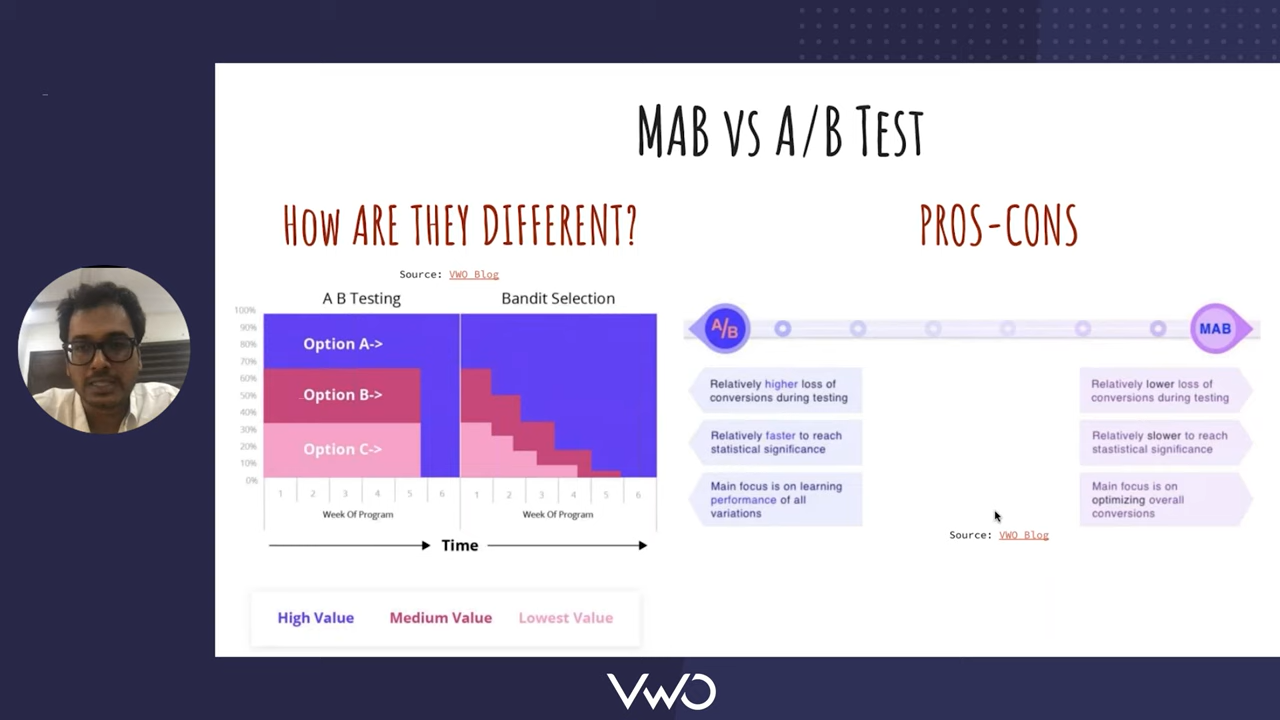 MAB vs A/B Test
How ARE THEY DIFFERENT?
Source: VWO Blog
A B Testing
Bandit Selection
100%
90%
80%
70%
60%
50%
40%
30%
20%
10%
0%
Option A->
Option B->
Option C->
1 2 3 4 5 6
1 2 3 4 5 6
Week Of Program
Week Of Program
Time
High Value
Medium Value
Lowest Value
PROS-CONS
A/B
MAB
Relatively higher loss of
conversions during testing
Relatively faster to reach
statistical significance
Main focus is on learning
performance of all
variations
Relatively lower loss of
conversions during testing
Relatively slower to reach
stastistical significance
Main focus is on
optimizing overall
conversions
Source: VWO Blog
VWO